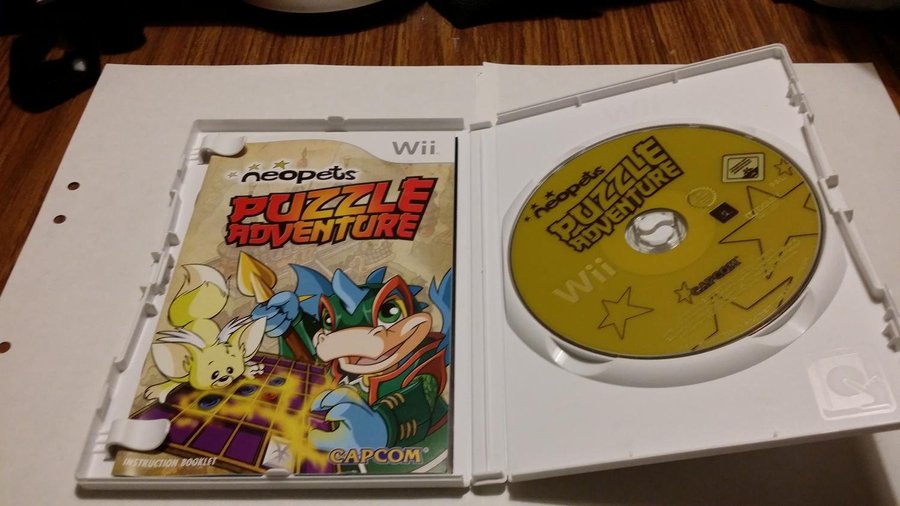 Wii
neopets
PUZZLE
ADVENTURE
INSTRUCTION BOOKLET
CAPCOM
neopets
PUZZLE
ADVENTURE
Wii
CAPCOM